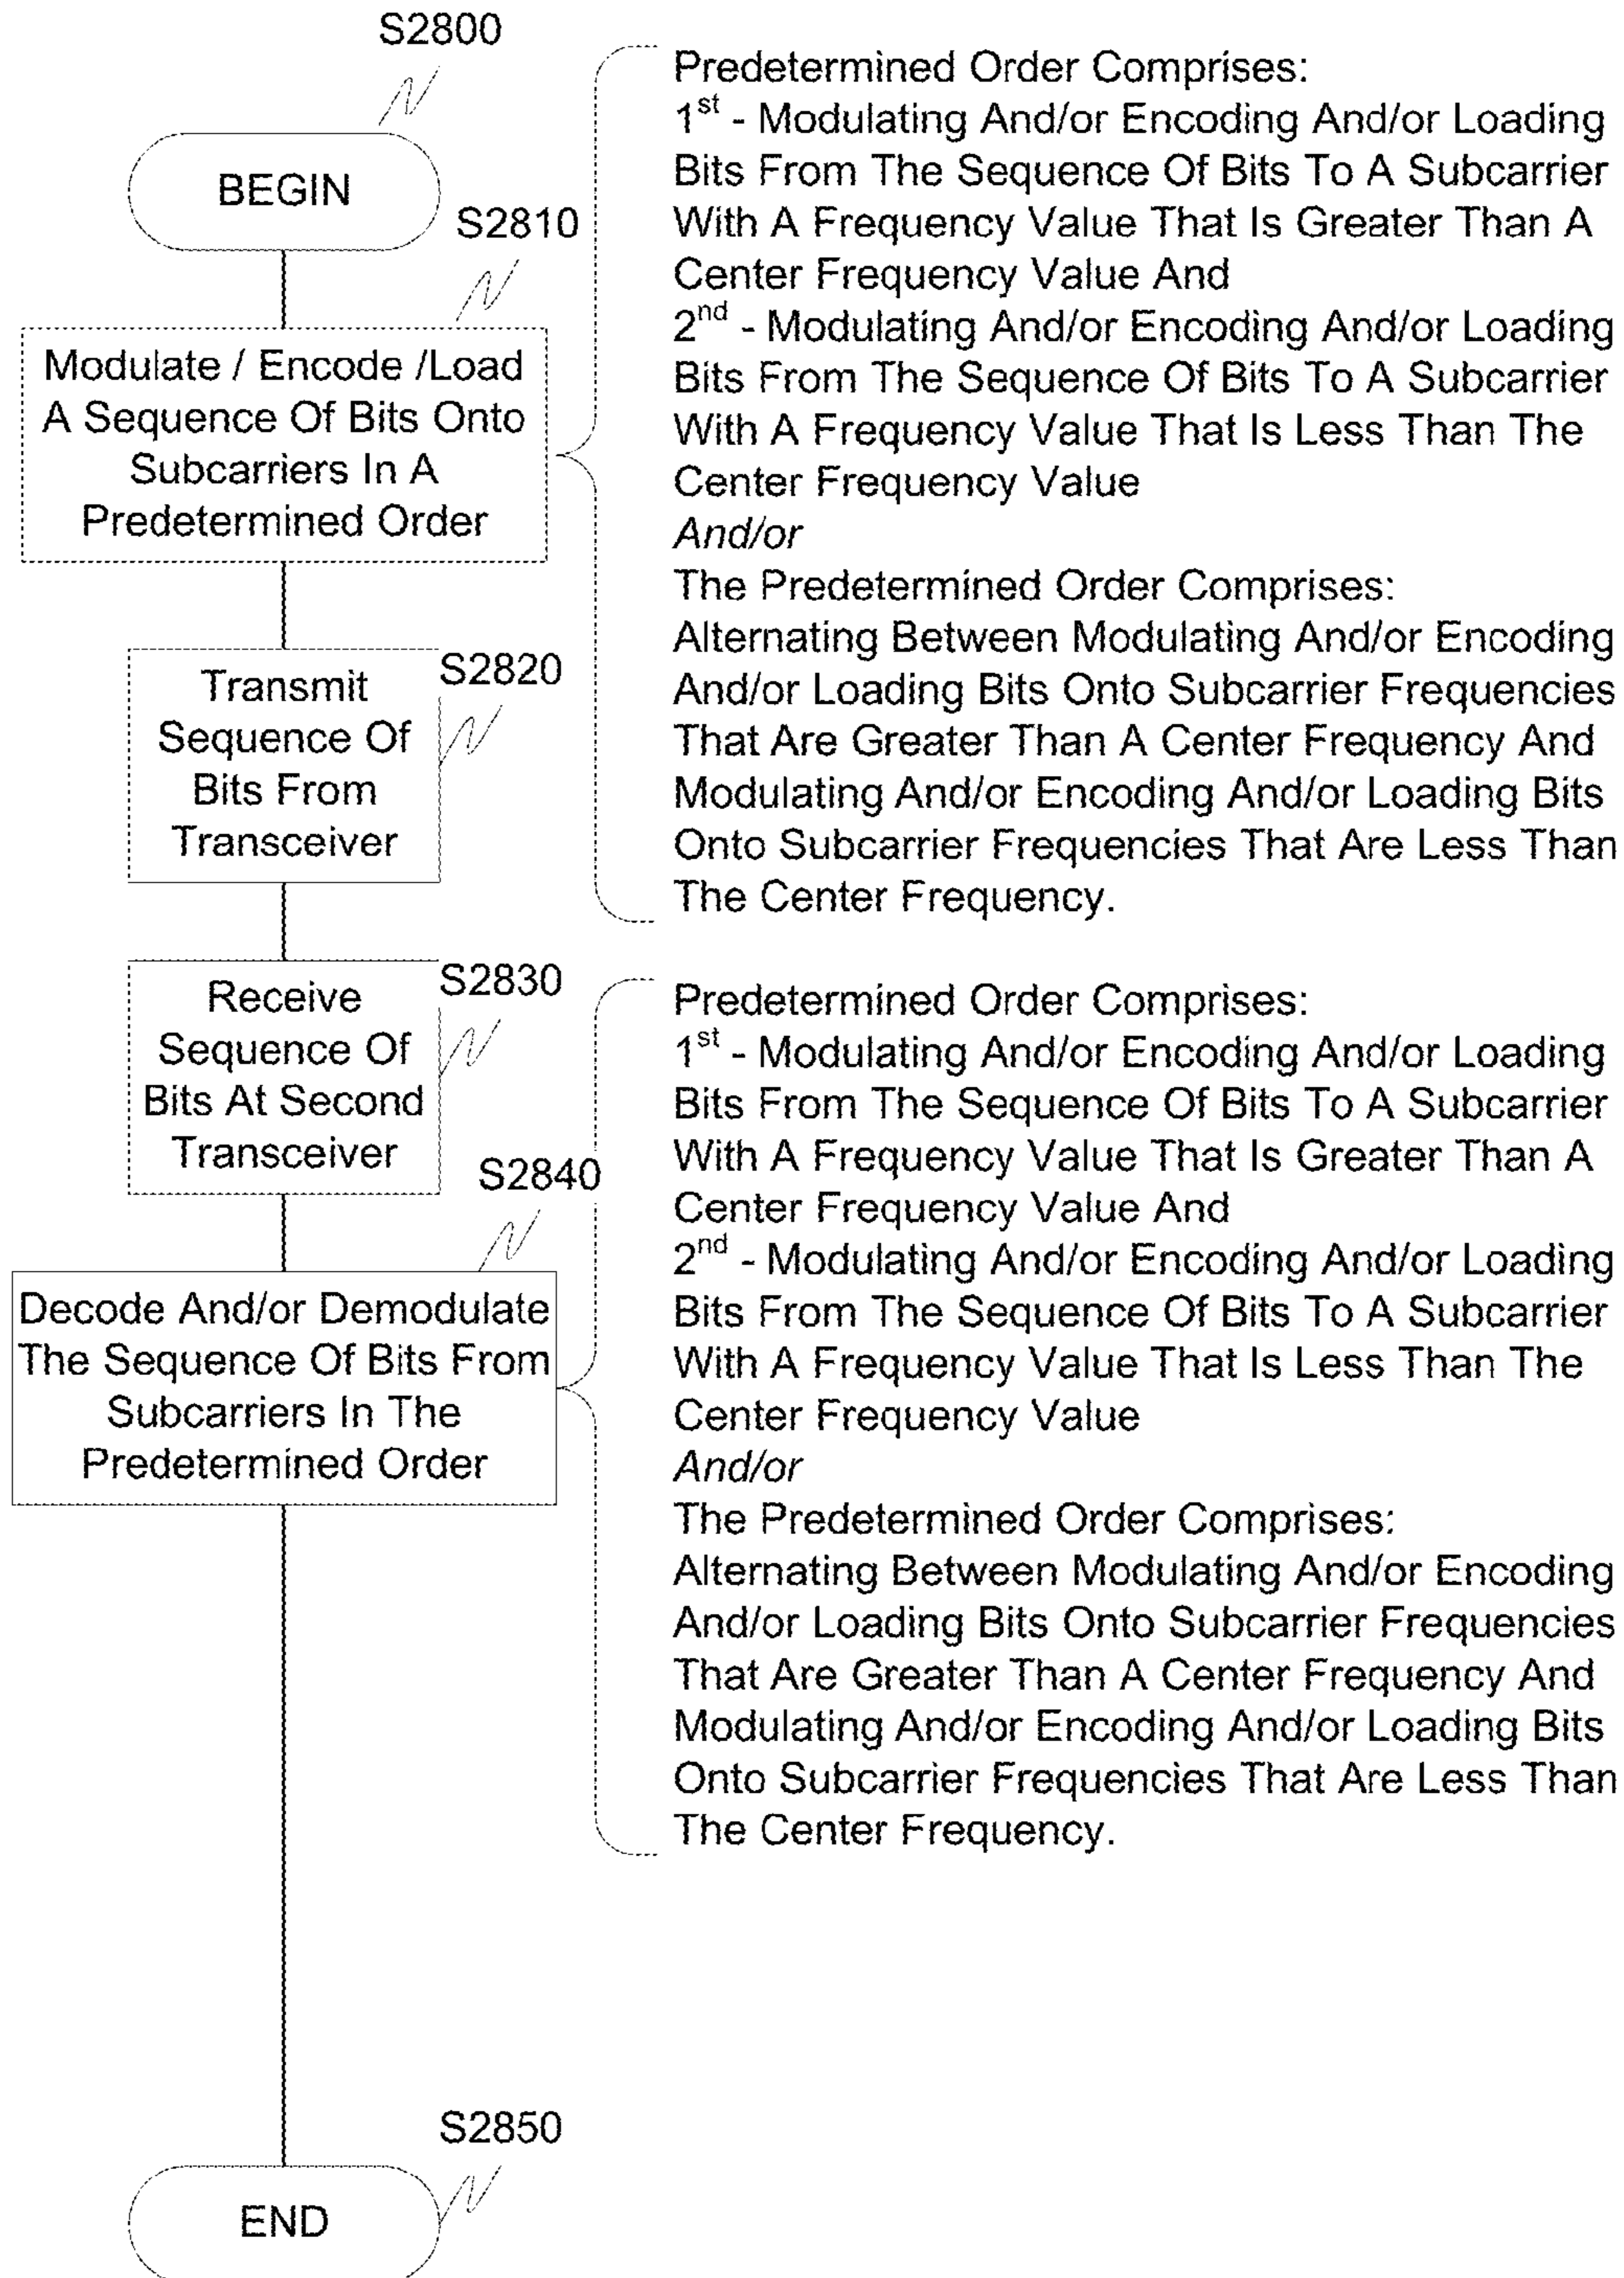 S2800
BEGIN
S2810
Modulate / Encode /Load
A Sequence Of Bits Onto
Subcarriers In A
Predetermined Order
Predetermined Order Comprises:
1st - Modulating And/or Encoding And/or Loading
Bits From The Sequence Of Bits To A Subcarrier
With A Frequency Value That Is Greater Than A
Center Frequency Value And
2nd - Modulating And/or Encoding And/or Loading
Bits From The Sequence Of Bits To A Subcarrier
With A Frequency Value That Is Less Than The
Center Frequency Value
And/or
The Predetermined Order Comprises:
Alternating Between Modulating And/or Encoding
And/or Loading Bits Onto Subcarrier Frequencies
That Are Greater Than A Center Frequency And
Modulating And/or Encoding And/or Loading Bits
Onto Subcarrier Frequencies That Are Less Than
The Center Frequency.
S2820
Transmit
Sequence Of
Bits From
Transceiver
S2830
Receive
Sequence Of
Bits At Second
Transceiver
S2840
Decode And/or Demodulate
The Sequence Of Bits From
Subcarriers In The
Predetermined Order
Predetermined Order Comprises:
1st - Modulating And/or Encoding And/or Loading
Bits From The Sequence Of Bits To A Subcarrier
With A Frequency Value That Is Greater Than A
Center Frequency Value And
2nd - Modulating And/or Encoding And/or Loading
Bits From The Sequence Of Bits To A Subcarrier
With A Frequency Value That Is Less Than The
Center Frequency Value
And/or
The Predetermined Order Comprises:
Alternating Between Modulating And/or Encoding
And/or Loading Bits Onto Subcarrier Frequencies
That Are Greater Than A Center Frequency And
Modulating And/or Encoding And/or Loading Bits
Onto Subcarrier Frequencies That Are Less Than
The Center Frequency.
S2850
END